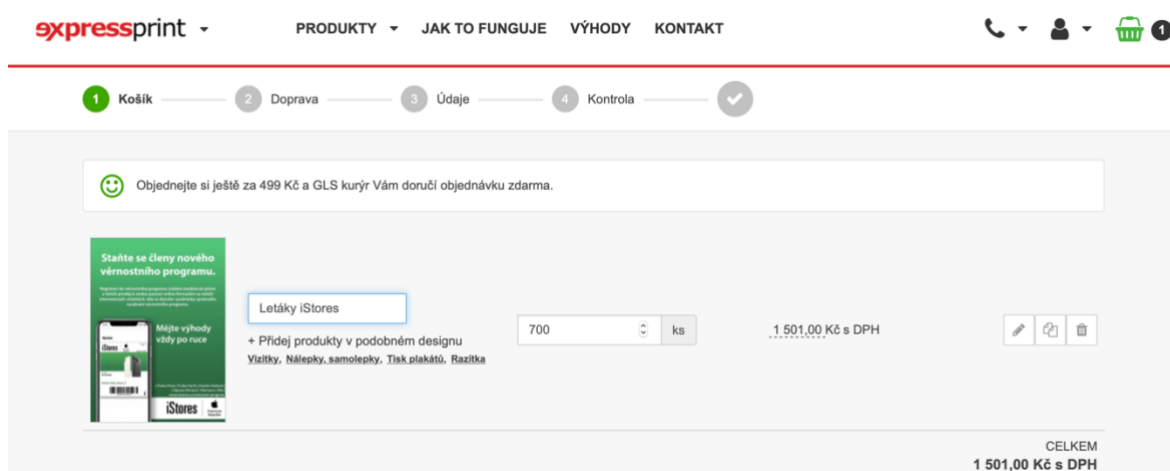 expressprint
PRODUKTY JAK TO FUNGUJE VÝHODY KONTAKT
1
1 Košík 2 Doprava 3 Údaje 4 Kontrola
Objednejte si ještě za 499 Kč a GLS kurýr Vám doručí objednávku zdarma.
Staňte se členy nového
věrnostního programu.
Mějte výhody
vždy po ruce
iStores
Letáky iStores
+ Přidej produkty v podobném designu
Vizitky, Nálepky, samolepky, Tisk plakátů, Razítka
700 ks
1 501,00 Kč s DPH
CELKEM
1 501,00 Kč s DPH